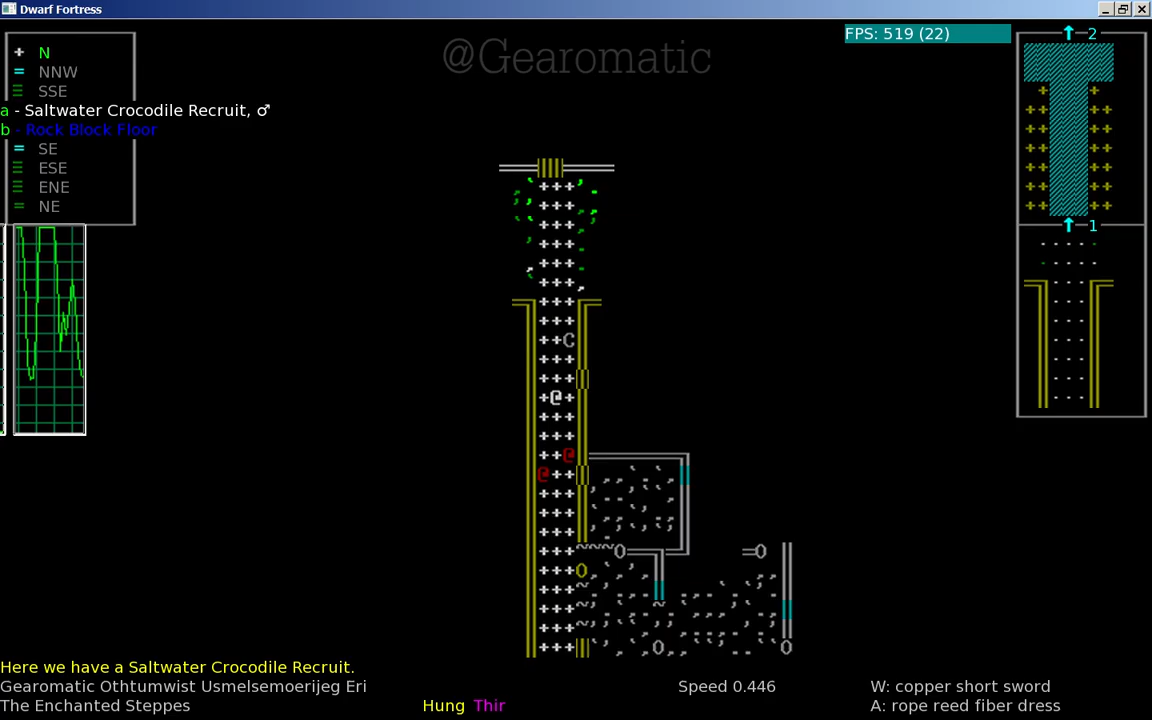 Dwarf Fortress
@Gearomatic
FPS: 519 (22)
N
NNW
SSE
a - Saltwater Crocodile Recruit, ♂
b - Rock Block Floor
SE
ESE
ENE
NE
2
1
Here we have a Saltwater Crocodile Recruit.
Gearomatic Othtumwist Usmelsemoerijeg Eri
The Enchanted Steppes
Hung Thir
Speed 0.446
W: copper short sword
A: rope reed fiber dress